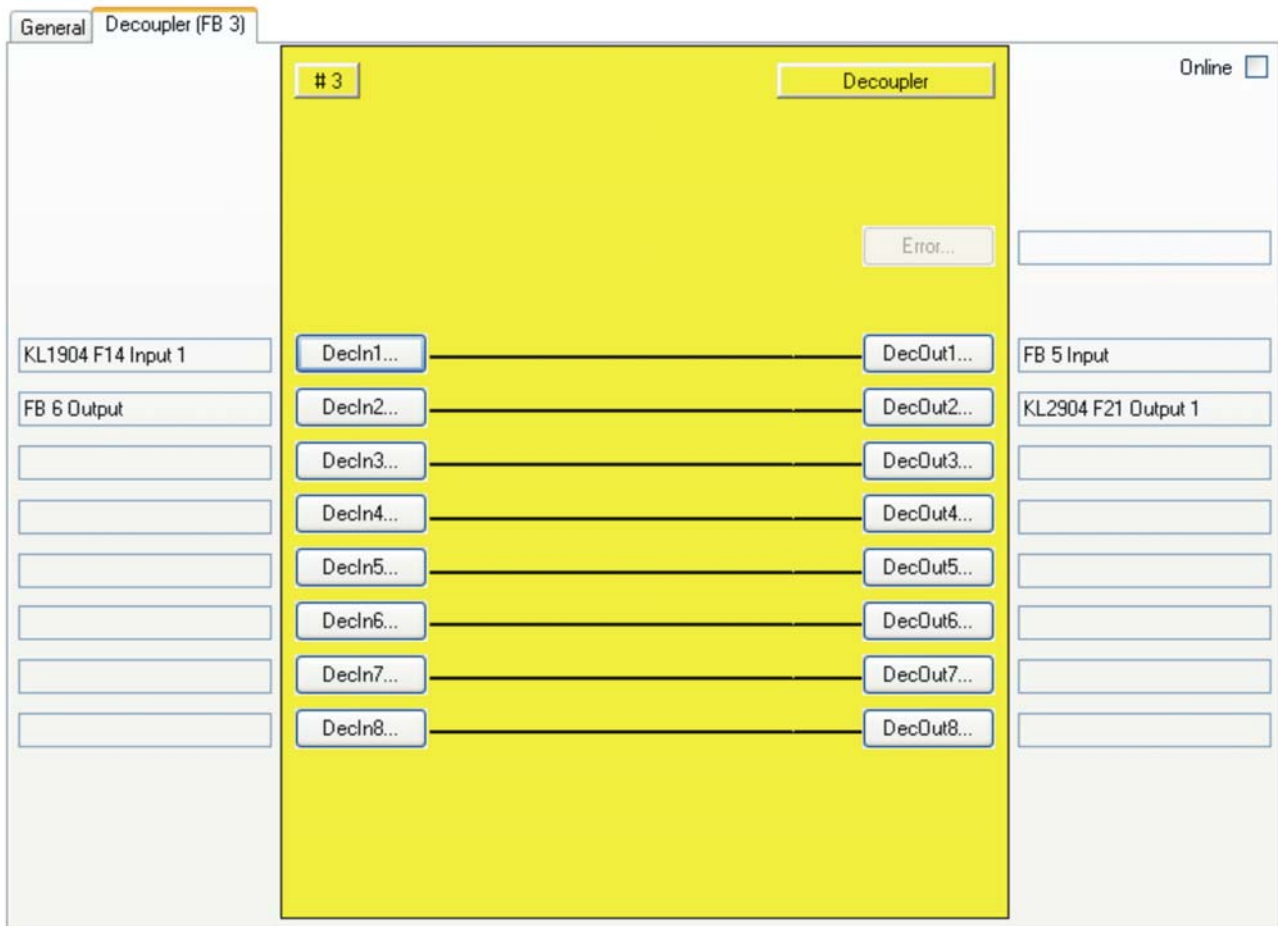 General
Decoupler (FB 3)
# 3
Decoupler
Online
Error...
KL1904 F14 Input 1
DecIn1...
DecOut1...
FB 5 Input
FB 6 Output
DecIn2...
DecOut2...
KL2904 F21 Output 1
DecIn3...
DecOut3...
DecIn4...
DecOut4...
DecIn5...
DecOut5...
DecIn6...
DecOut6...
DecIn7...
DecOut7...
DecIn8...
DecOut8...